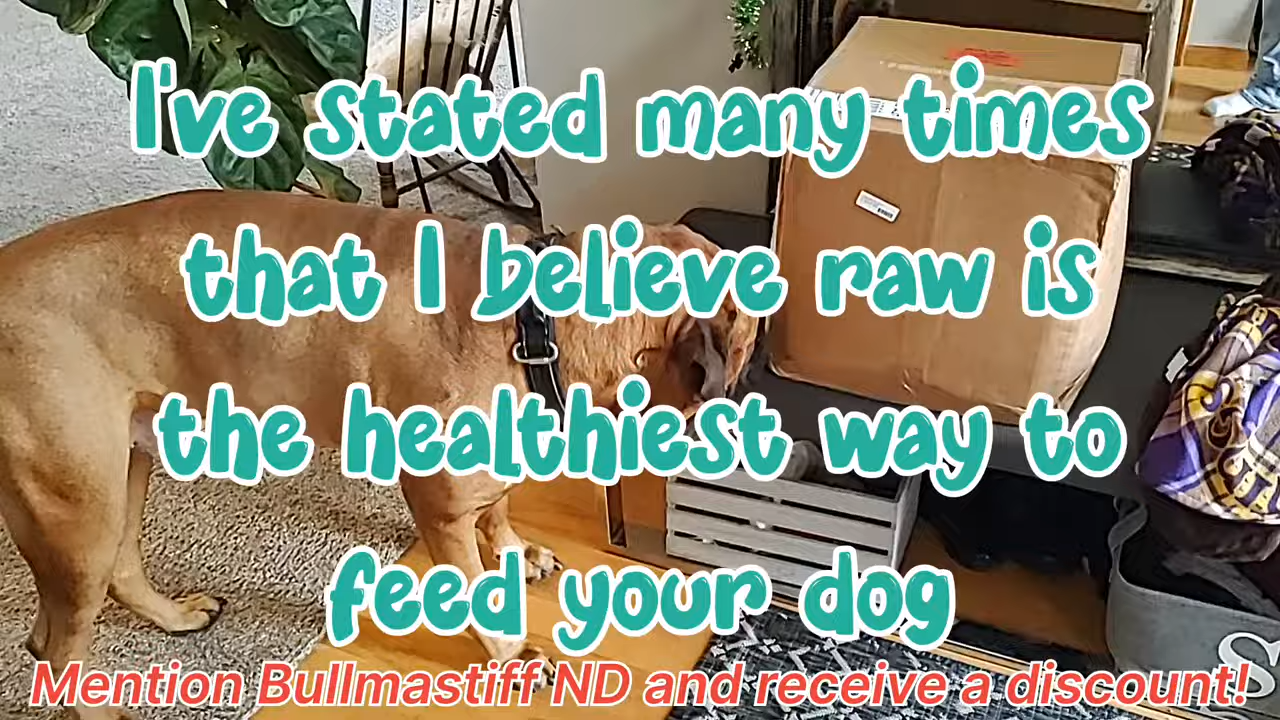 I've stated many times
that I believe raw is
the healthiest way to
feed your dog
Mention Bullmastiff ND and receive a discount!
S